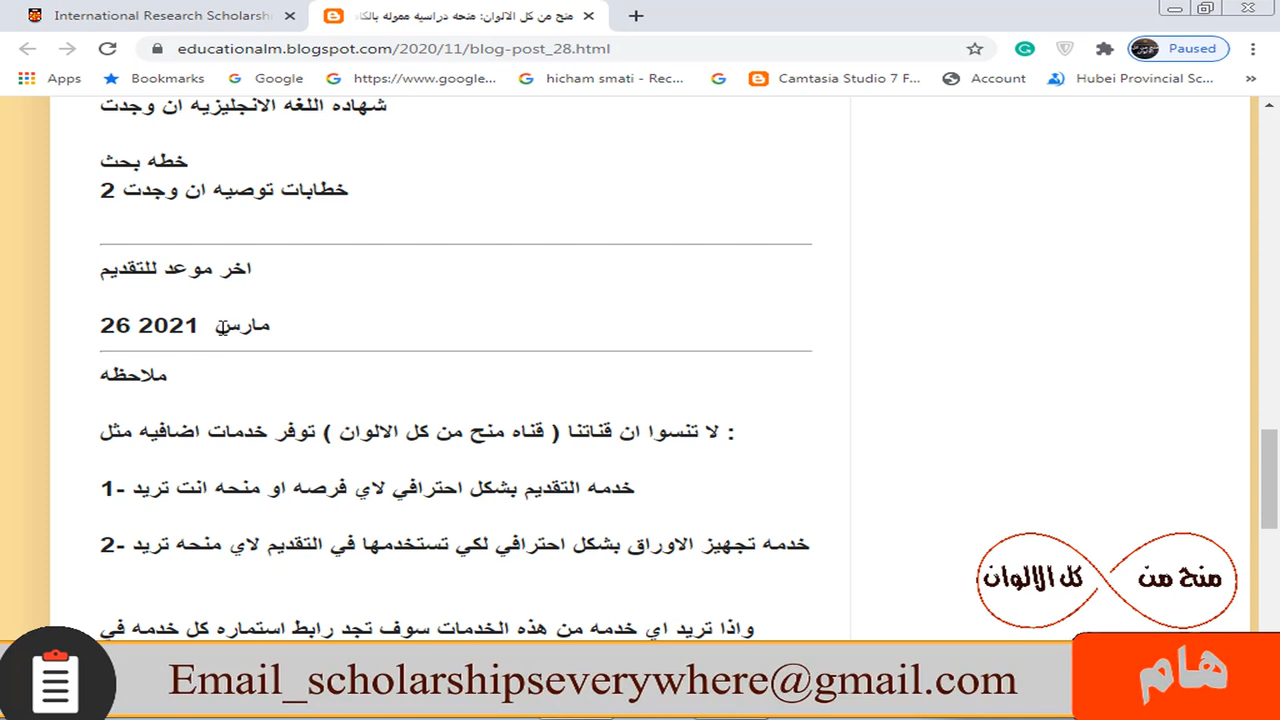 International Research Scholarsh
منح من كل الالوان: منحه دراسيه مموله بالكا
educationalm.blogspot.com/2020/11/blog-post_28.html
Paused
Apps
Bookmarks
Google
https://www.google...
hicham smati - Rec...
Camtasia Studio 7 F...
Account
Hubei Provincial Sc...
»
شهاده اللغه الانجليزيه ان وجدت
خطه بحث
2 خطابات توصيه ان وجدت
اخر موعد للتقديم
26 مارس 2021
ملاحظه
لا تنسوا ان قناتنا ( قناه منح من كل الالوان ) توفر خدمات اضافيه مثل :
1- خدمه التقديم بشكل احترافي لاي فرصه او منحه انت تريد
2- خدمه تجهيز الاوراق بشكل احترافي لكي تستخدمها في التقديم لاي منحه تريد
واذا تريد اي خدمه من هذه الخدمات سوف تجد رابط استماره كل خدمه في
منح من كل الالوان
Email_scholarshipseverywhere@gmail.com
هام